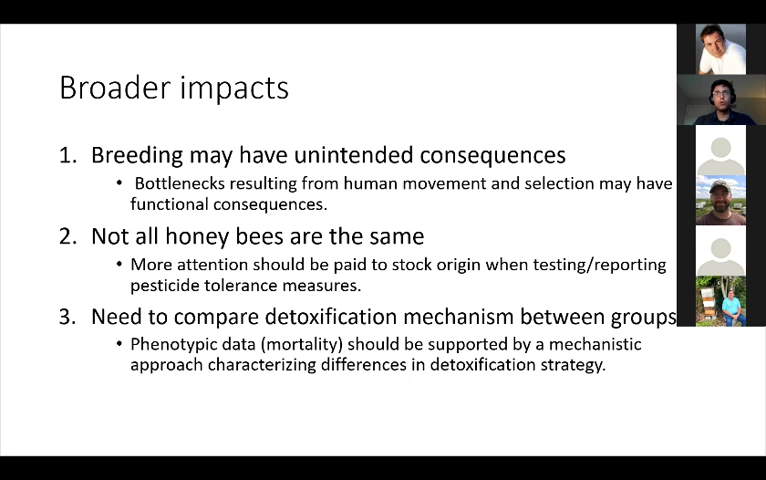 Broader impacts
1. Breeding may have unintended consequences
• Bottlenecks resulting from human movement and selection may have
functional consequences.
2. Not all honey bees are the same
• More attention should be paid to stock origin when testing/reporting
pesticide tolerance measures.
3. Need to compare detoxification mechanism between groups
• Phenotypic data (mortality) should be supported by a mechanistic
approach characterizing differences in detoxification strategy.